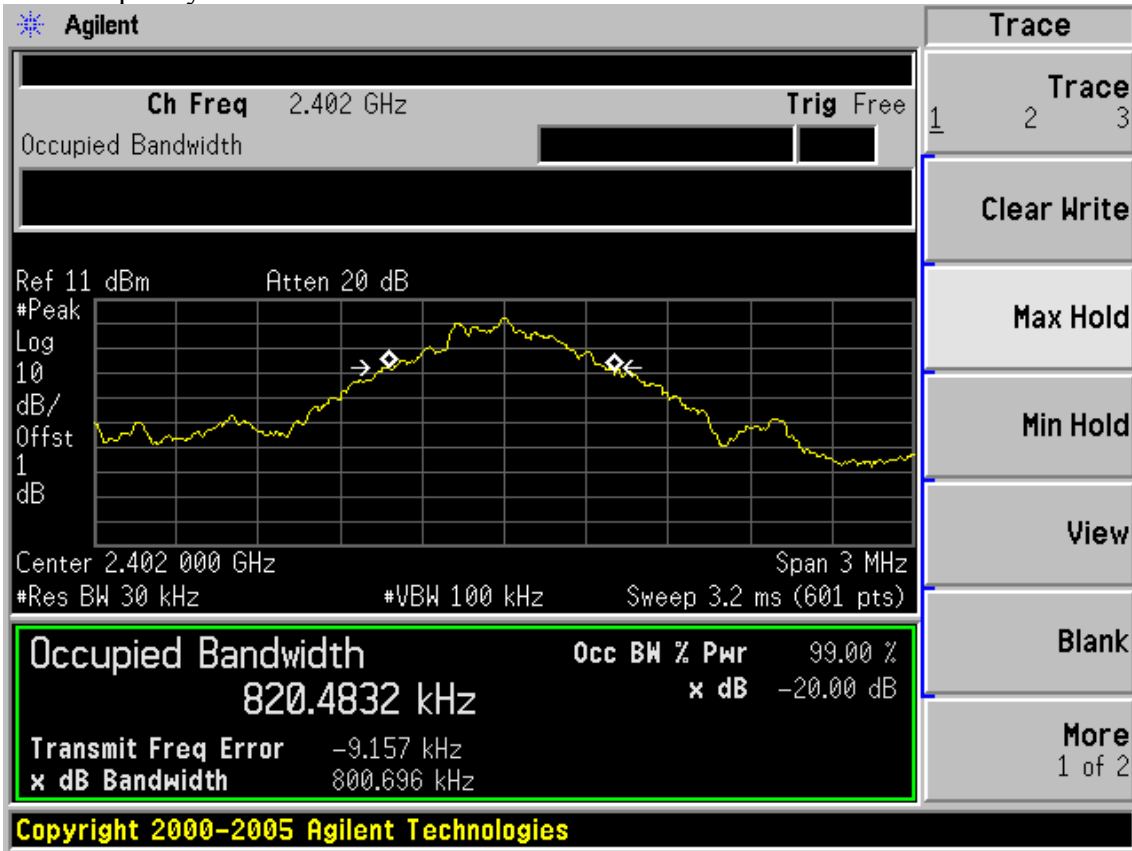 Agilent
Trace
Ch Freq 2.402 GHz Trig Free
Occupied Bandwidth
Trace
1 2 3
Clear Write
Max Hold
Min Hold
View
Blank
More
1 of 2
Ref 11 dBm Atten 20 dB
#Peak
Log
10
dB/
Offst
1
dB
Center 2.402 000 GHz Span 3 MHz
#Res BW 30 kHz #VBW 100 kHz Sweep 3.2 ms (601 pts)
Occupied Bandwidth
820.4832 kHz
Occ BW % Pwr 99.00 %
x dB -20.00 dB
Transmit Freq Error -9.157 kHz
x dB Bandwidth 800.696 kHz
Copyright 2000-2005 Agilent Technologies